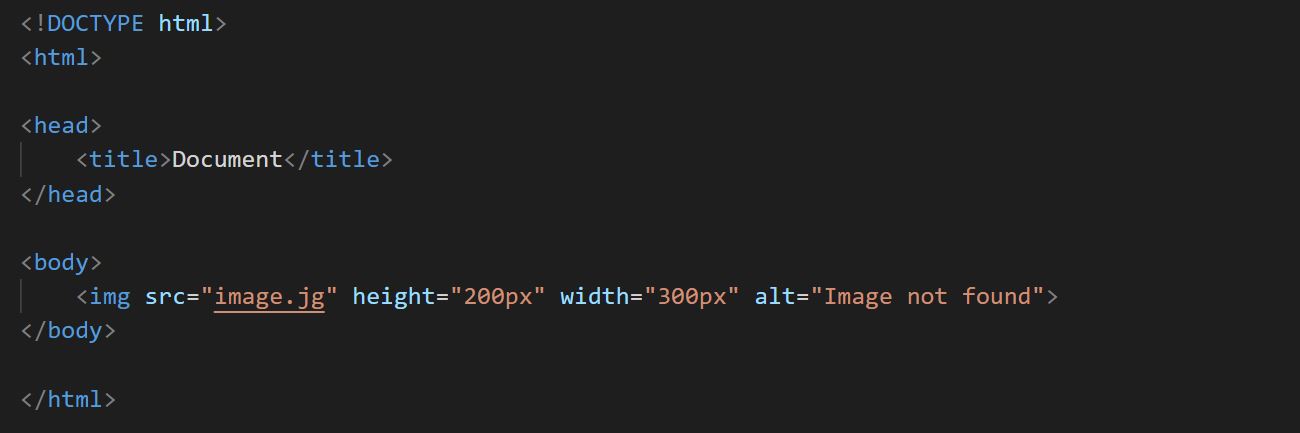 <!DOCTYPE html>
<html>
<head>
<title>Document</title>
</head>
<body>
<img src="image.jg" height="200px" width="300px" alt="Image not found">
</body>
</html>